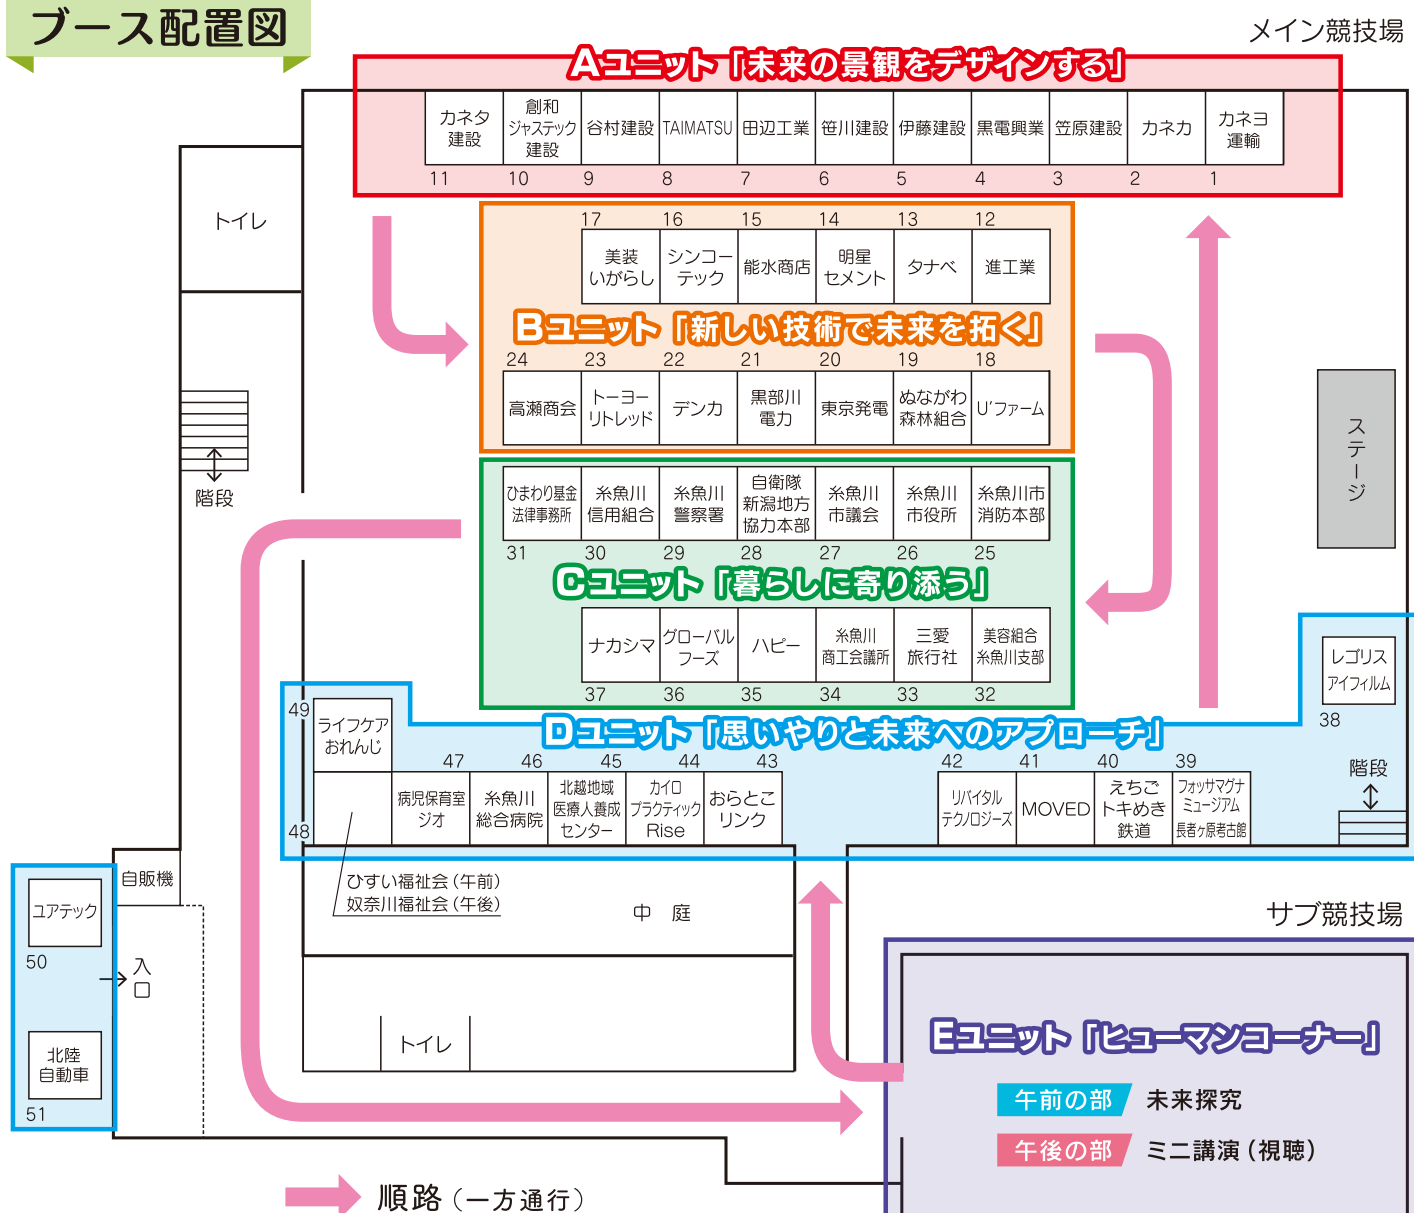 ブース配置図
メイン競技場
Aユニット「未来の景観をデザインする」
カネタ
建設
創和
ジャステック
建設
谷村建設
TAIMATSU
田辺工業
笹川建設
伊藤建設
黒電興業
笠原建設
カネカ
カネヨ
運輸
11 10 9 8 7 6 5 4 3 2 1
トイレ
17 16 15 14 13 12
美装
いがらし
シンコー
テック
能水商店
明星
セメント
タナベ
進工業
Bユニット「新しい技術で未来を拓く」
24 23 22 21 20 19 18
高瀬商会
トーヨー
リトレッド
デンカ
黒部川
電力
東京発電
ぬながわ
森林組合
U'ファーム
ステージ
階段
ひまわり基金
法律事務所
糸魚川
信用組合
糸魚川
警察署
自衛隊
新潟地方
協力本部
糸魚川
市議会
糸魚川
市役所
糸魚川市
消防本部
31 30 29 28 27 26 25
Cユニット「暮らしに寄り添う」
ナカシマ
グローバル
フーズ
ハピー
糸魚川
商工会議所
三愛
旅行社
美容組合
糸魚川支部
37 36 35 34 33 32
レゴリス
アイフィルム
38
Dユニット「思いやりと未来へのアプローチ」
49
ライフケア
おれんじ
48
47 46 45 44 43
病児保育室
ジオ
糸魚川
総合病院
北越地域
医療人養成
センター
カイロ
プラクティック
Rise
おらとこ
リンク
42 41 40 39
リバイタル
テクノロジーズ
MOVED
えちご
トキめき
鉄道
フォッサマグナ
ミュージアム
長者ヶ原考古館
階段
ひすい福祉会(午前)
奴奈川福祉会(午後)
中 庭
自販機
ユアテック
50
入口
北陸
自動車
51
トイレ
サブ競技場
Eユニット「ヒューマンコーナー」
午前の部 未来探究
午後の部 ミニ講演(視聴)
順路(一方通行)